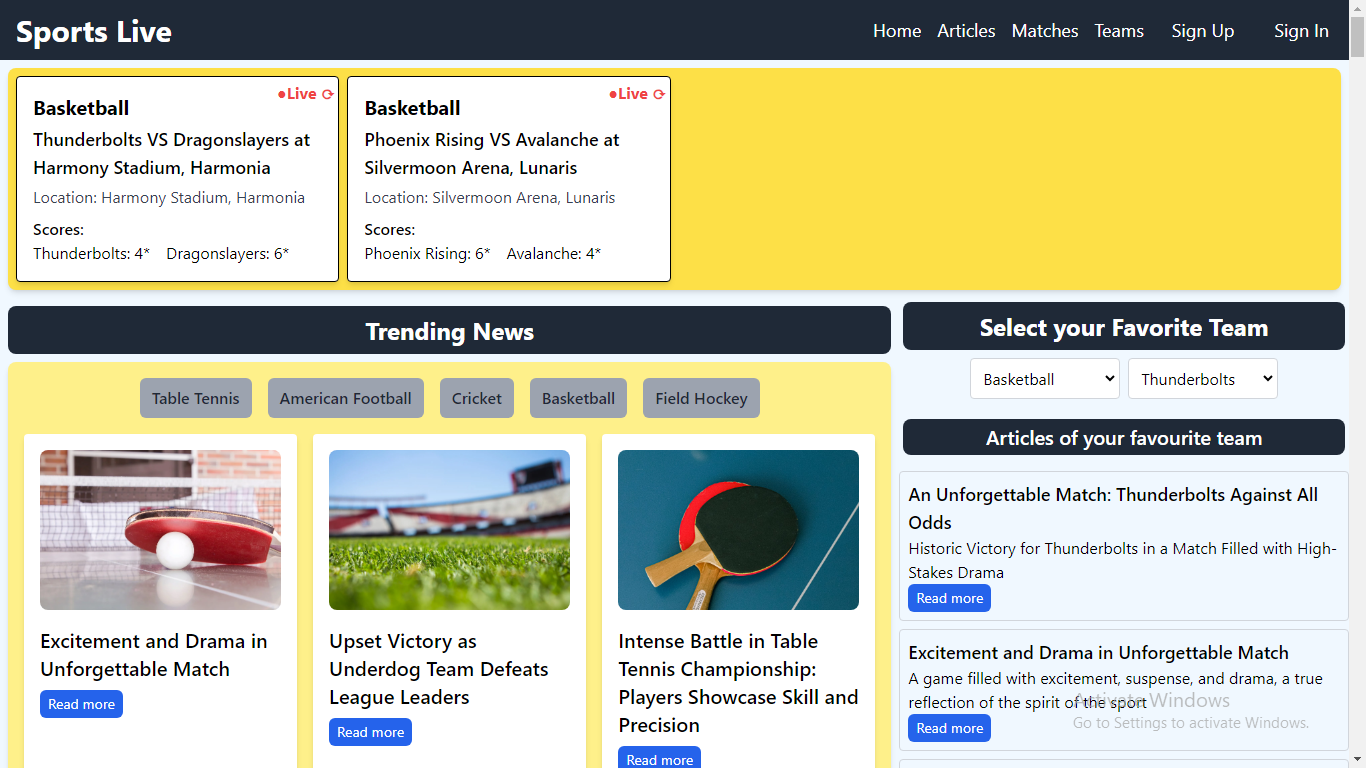 Sports Live
Home Articles Matches Teams Sign Up Sign In
●Live ⟳
Basketball
Thunderbolts VS Dragonslayers at
Harmony Stadium, Harmonia
Location: Harmony Stadium, Harmonia
Scores:
Thunderbolts: 4* Dragonslayers: 6*
●Live ⟳
Basketball
Phoenix Rising VS Avalanche at
Silvermoon Arena, Lunaris
Location: Silvermoon Arena, Lunaris
Scores:
Phoenix Rising: 6* Avalanche: 4*
Trending News
Table Tennis American Football Cricket Basketball Field Hockey
Excitement and Drama in
Unforgettable Match
Read more
Upset Victory as
Underdog Team Defeats
League Leaders
Read more
Intense Battle in Table
Tennis Championship:
Players Showcase Skill and
Precision
Read more
Select your Favorite Team
Basketball Thunderbolts
Articles of your favourite team
An Unforgettable Match: Thunderbolts Against All
Odds
Historic Victory for Thunderbolts in a Match Filled with High-
Stakes Drama
Read more
Excitement and Drama in Unforgettable Match
A game filled with excitement, suspense, and drama, a true
reflection of the spirit of the sport
Read more
Activate Windows
Go to Settings to activate Windows.